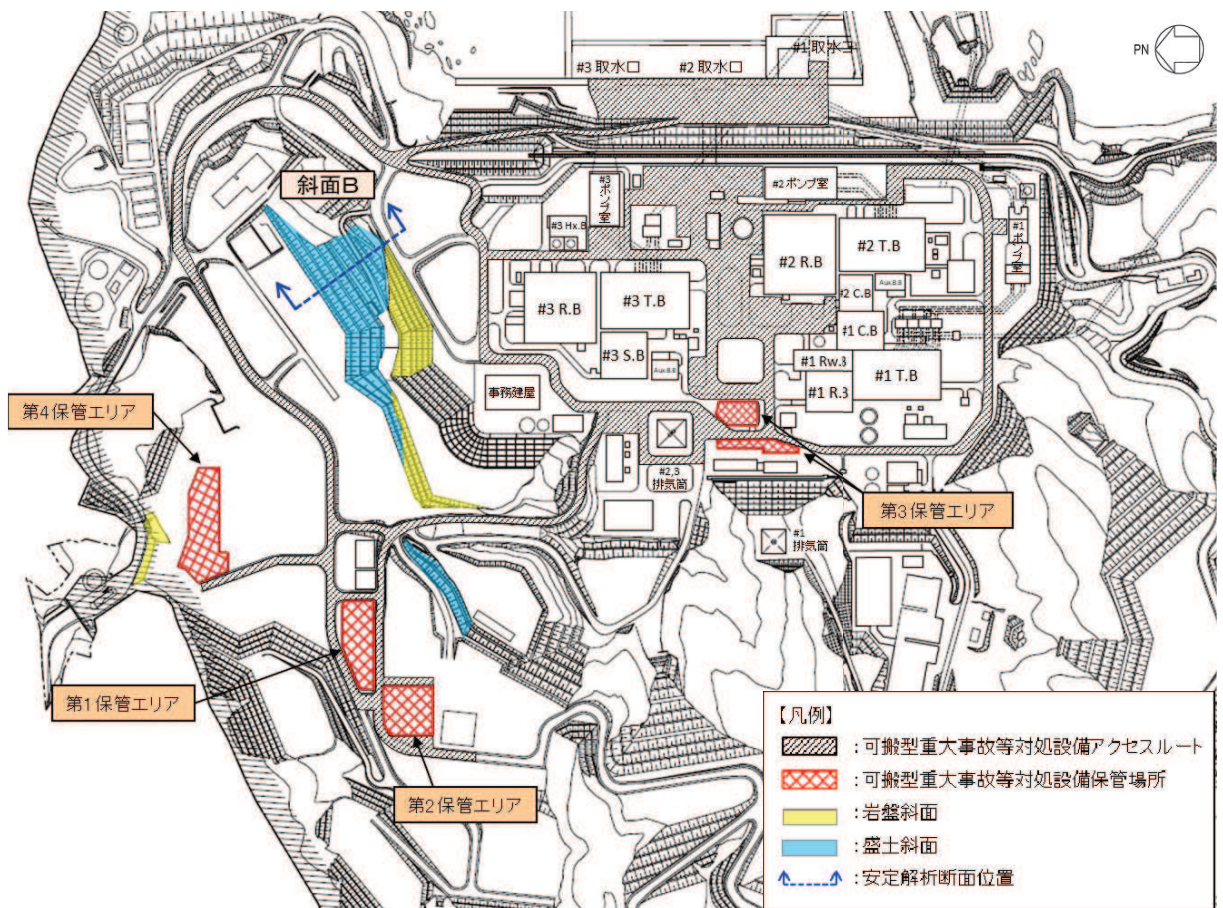 #1 取水口
#3 取水口
#2 取水口
PN
斜面B
#3
ポンプ
室
#2 ポンプ室
#3 Hx.B
#1
ポンプ
室
#2 R.B
#2 T.B
#2 C.B
Aux.B.B
#3 R.B
#3 T.B
#1 C.B
#3 S.B
Aux.B.B
#1 Rw.B
#1 T.B
#1 R.B
事務建屋
第4保管エリア
#2,3
排気筒
第3保管エリア
#1
排気筒
第1保管エリア
第2保管エリア
【凡例】
:可搬型重大事故等対処設備アクセスルート
:可搬型重大事故等対処設備保管場所
:岩盤斜面
:盛土斜面
:安定解析断面位置